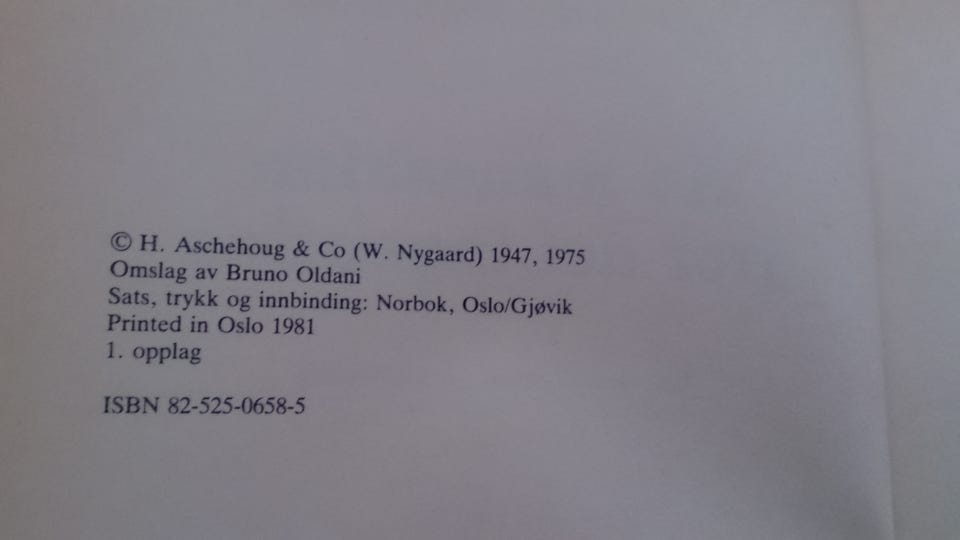 © H. Aschehoug & Co (W. Nygaard) 1947, 1975
Omslag av Bruno Oldani
Sats, trykk og innbinding: Norbok, Oslo/Gjøvik
Printed in Oslo 1981
1. opplag
ISBN 82-525-0658-5